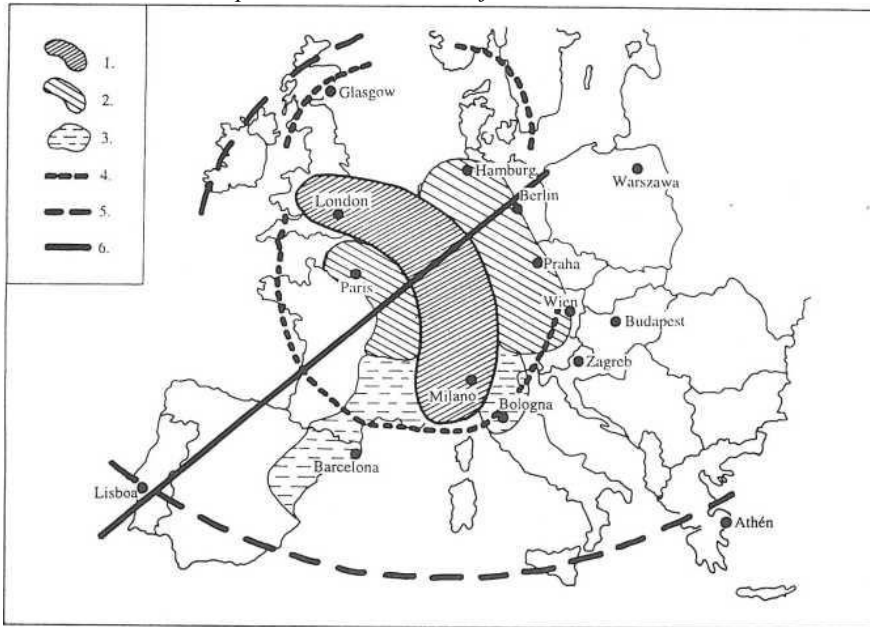 1.
2.
3.
4.
5.
6.
Glasgow
London
Hamburg
Berlin
Warszawa
Paris
Praha
Wien
Budapest
Zagreb
Milano
Bologna
Barcelona
Lisboa
Athén